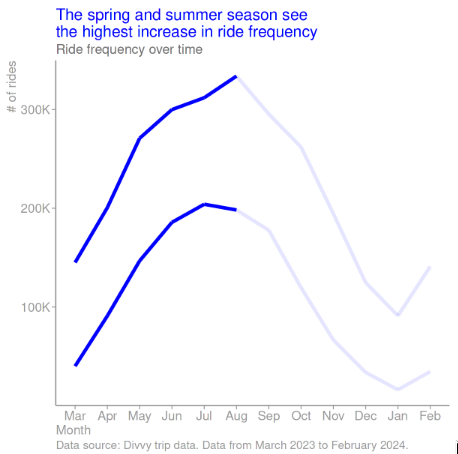 The spring and summer season see
the highest increase in ride frequency
Ride frequency over time
# of rides
300K
200K
100K
Mar Apr May Jun Jul Aug Sep Oct Nov Dec Jan Feb
Month
Data source: Divvy trip data. Data from March 2023 to February 2024.